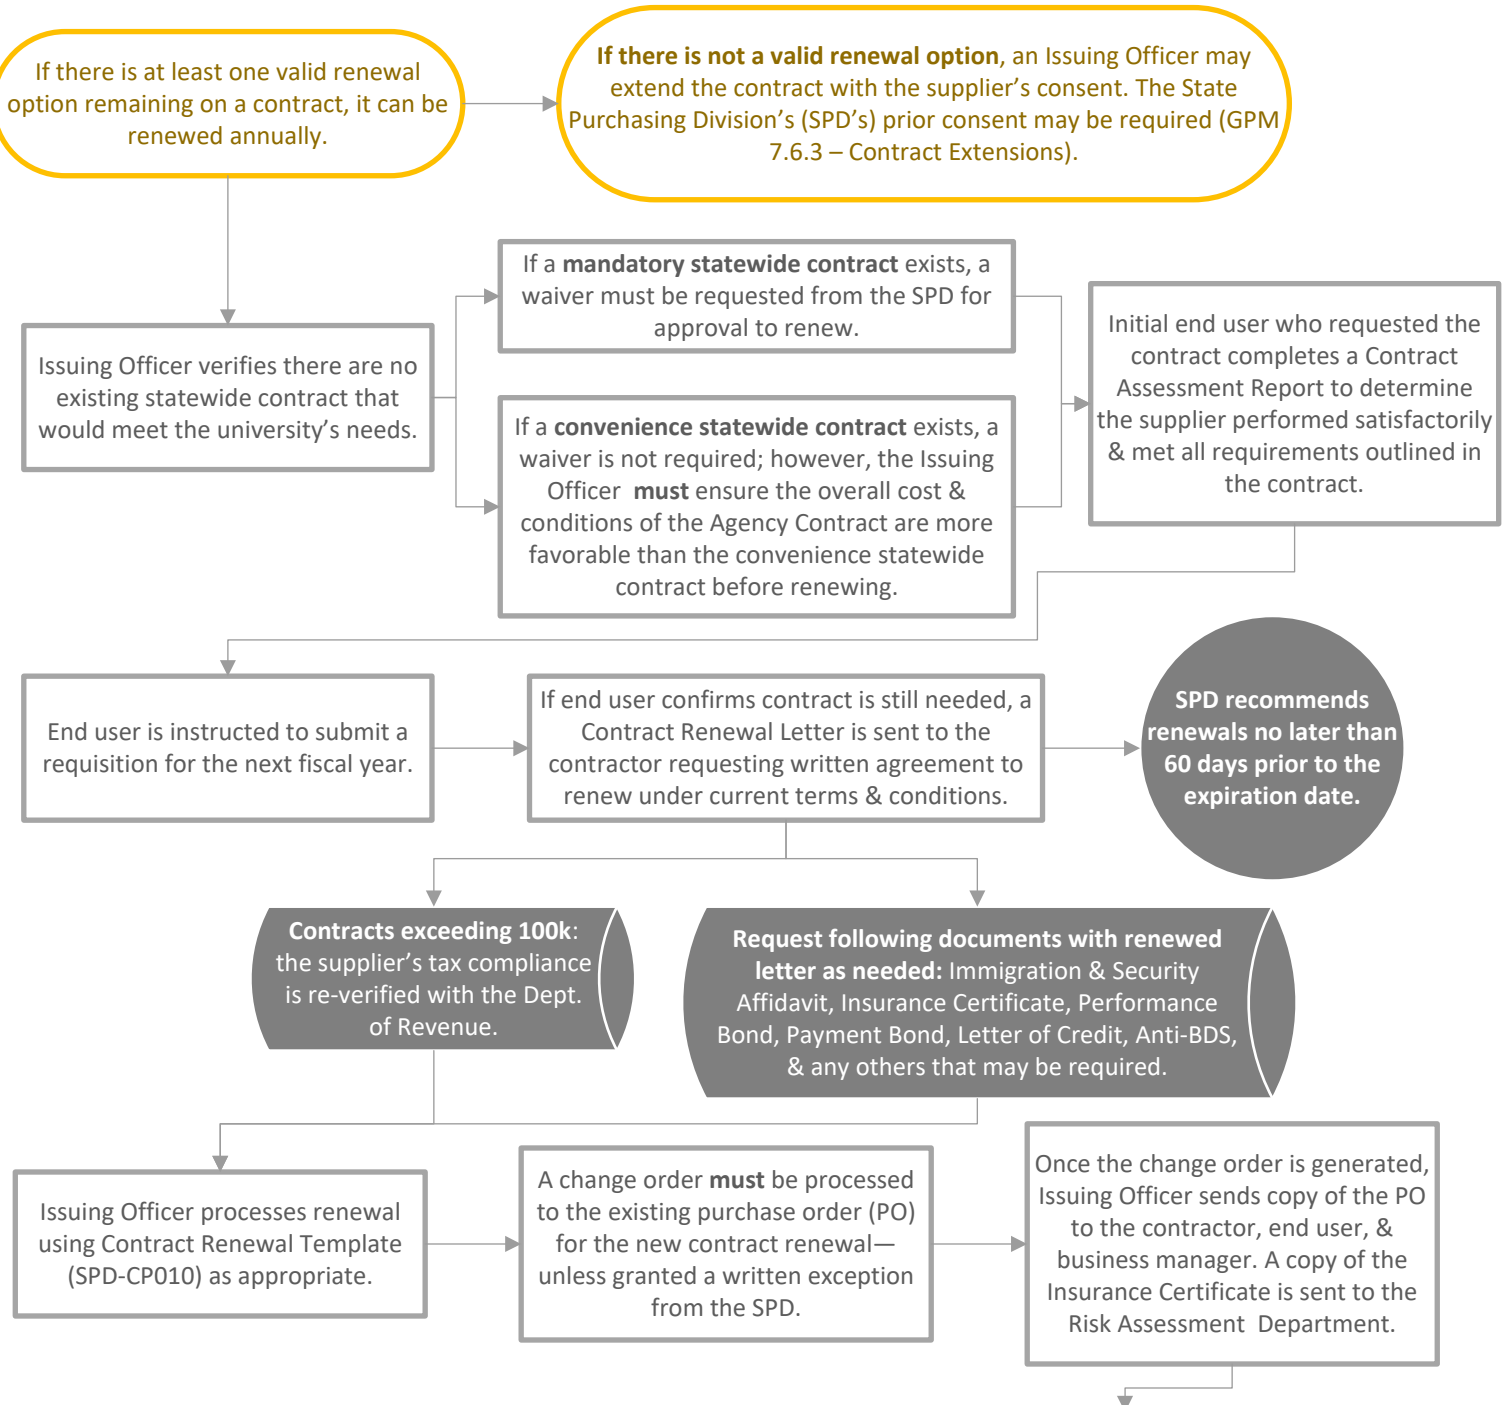 If there is at least one valid renewal
option remaining on a contract, it can be
renewed annually.
If there is not a valid renewal option, an Issuing Officer may
extend the contract with the supplier’s consent. The State
Purchasing Division’s (SPD’s) prior consent may be required (GPM
7.6.3 – Contract Extensions).
Issuing Officer verifies there are no
existing statewide contract that
would meet the university’s needs.
If a mandatory statewide contract exists, a
waiver must be requested from the SPD for
approval to renew.
If a convenience statewide contract exists, a
waiver is not required; however, the Issuing
Officer must ensure the overall cost &
conditions of the Agency Contract are more
favorable than the convenience statewide
contract before renewing.
Initial end user who requested the
contract completes a Contract
Assessment Report to determine
the supplier performed satisfactorily
& met all requirements outlined in
the contract.
End user is instructed to submit a
requisition for the next fiscal year.
If end user confirms contract is still needed, a
Contract Renewal Letter is sent to the
contractor requesting written agreement to
renew under current terms & conditions.
SPD recommends
renewals no later than
60 days prior to the
expiration date.
Contracts exceeding 100k:
the supplier’s tax compliance
is re-verified with the Dept.
of Revenue.
Request following documents with renewed
letter as needed: Immigration & Security
Affidavit, Insurance Certificate, Performance
Bond, Payment Bond, Letter of Credit, Anti-BDS,
& any others that may be required.
Issuing Officer processes renewal
using Contract Renewal Template
(SPD-CP010) as appropriate.
A change order must be processed
to the existing purchase order (PO)
for the new contract renewal—
unless granted a written exception
from the SPD.
Once the change order is generated,
Issuing Officer sends copy of the PO
to the contractor, end user, &
business manager. A copy of the
Insurance Certificate is sent to the
Risk Assessment Department.